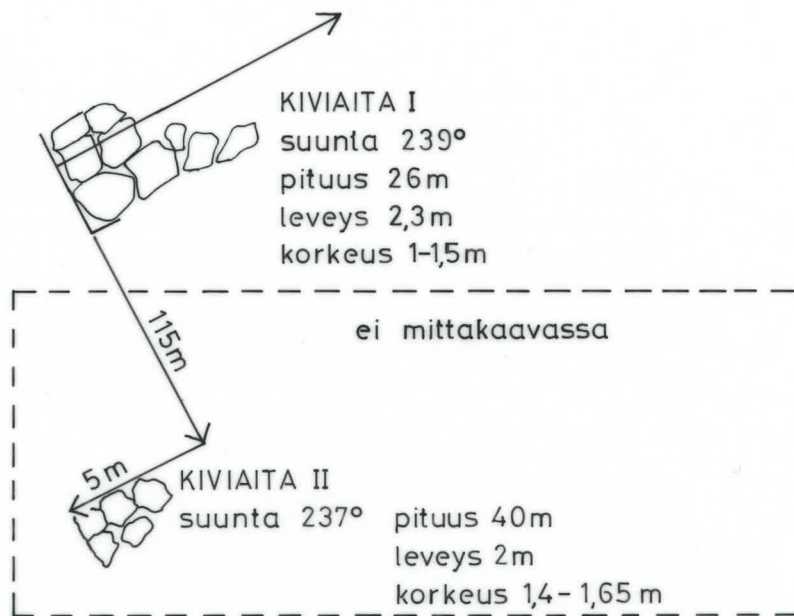 KIVIAITA I
suunta 239°
pituus 26m
leveys 2,3m
korkeus 1-1,5m
115m
ei mittakaavassa
5m
KIVIAITA II
suunta 237° pituus 40m
leveys 2m
korkeus 1,4-1,65 m